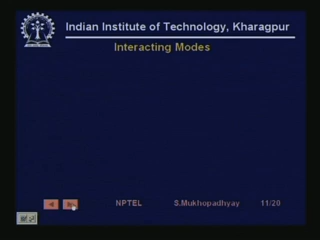 Indian Institute of Technology, Kharagpur
Interacting Modes
NPTEL S.Mukhopadhyay 11/20